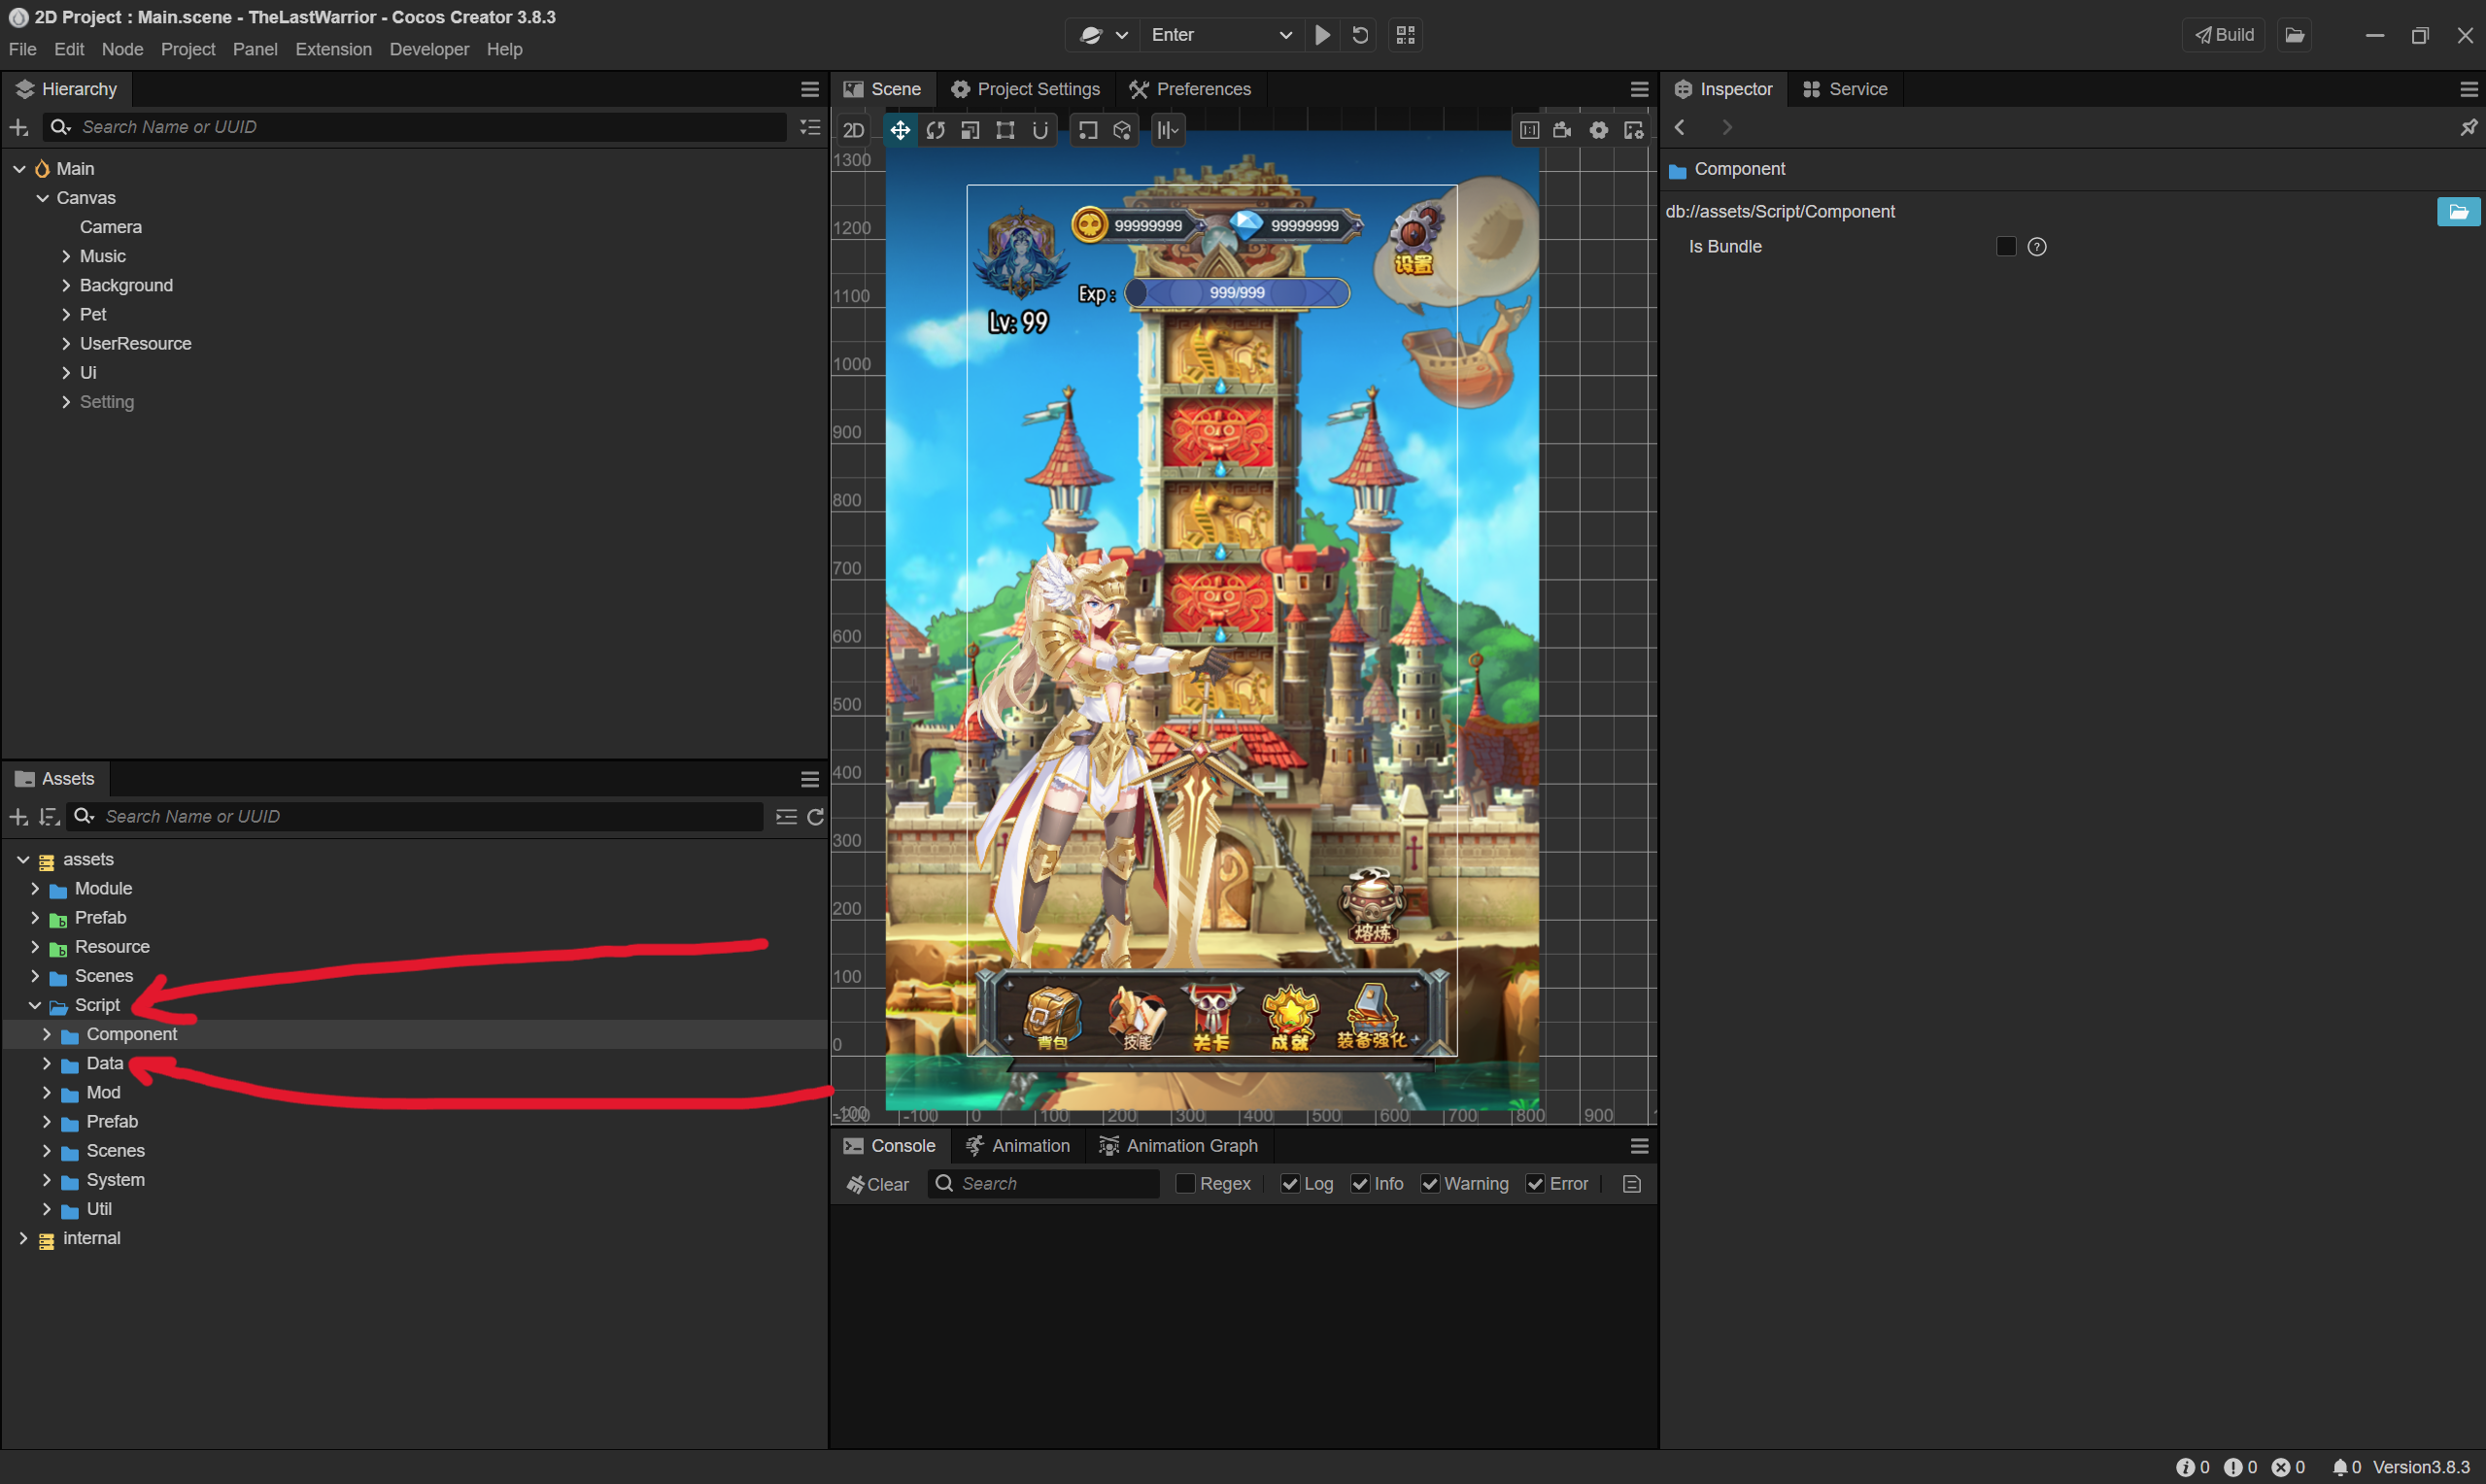 2D Project : Main.scene - TheLastWarrior - Cocos Creator 3.8.3
File Edit Node Project Panel Extension Developer Help
Enter
Build
Hierarchy
Search Name or UUID
Main
Canvas
Camera
Music
Background
Pet
UserResource
Ui
Setting
Assets
Search Name or UUID
assets
Module
Prefab
Resource
Scenes
Script
Component
Data
Mod
Prefab
Scenes
System
Util
internal
Scene Project Settings Preferences
2D
1300
1200
1100
1000
900
800
700
600
500
400
300
200
100
0
-100
-200 -100 0 100 200 300 400 500 600 700 800 900
99999999 99999999
设置
Exp : 999/999
Lv: 99
熔炼
背包 技能 关卡 成就 装备强化
Console Animation Animation Graph
Clear Search Regex Log Info Warning Error
Inspector Service
Component
db://assets/Script/Component
Is Bundle ?
0 0 0 0 Version3.8.3